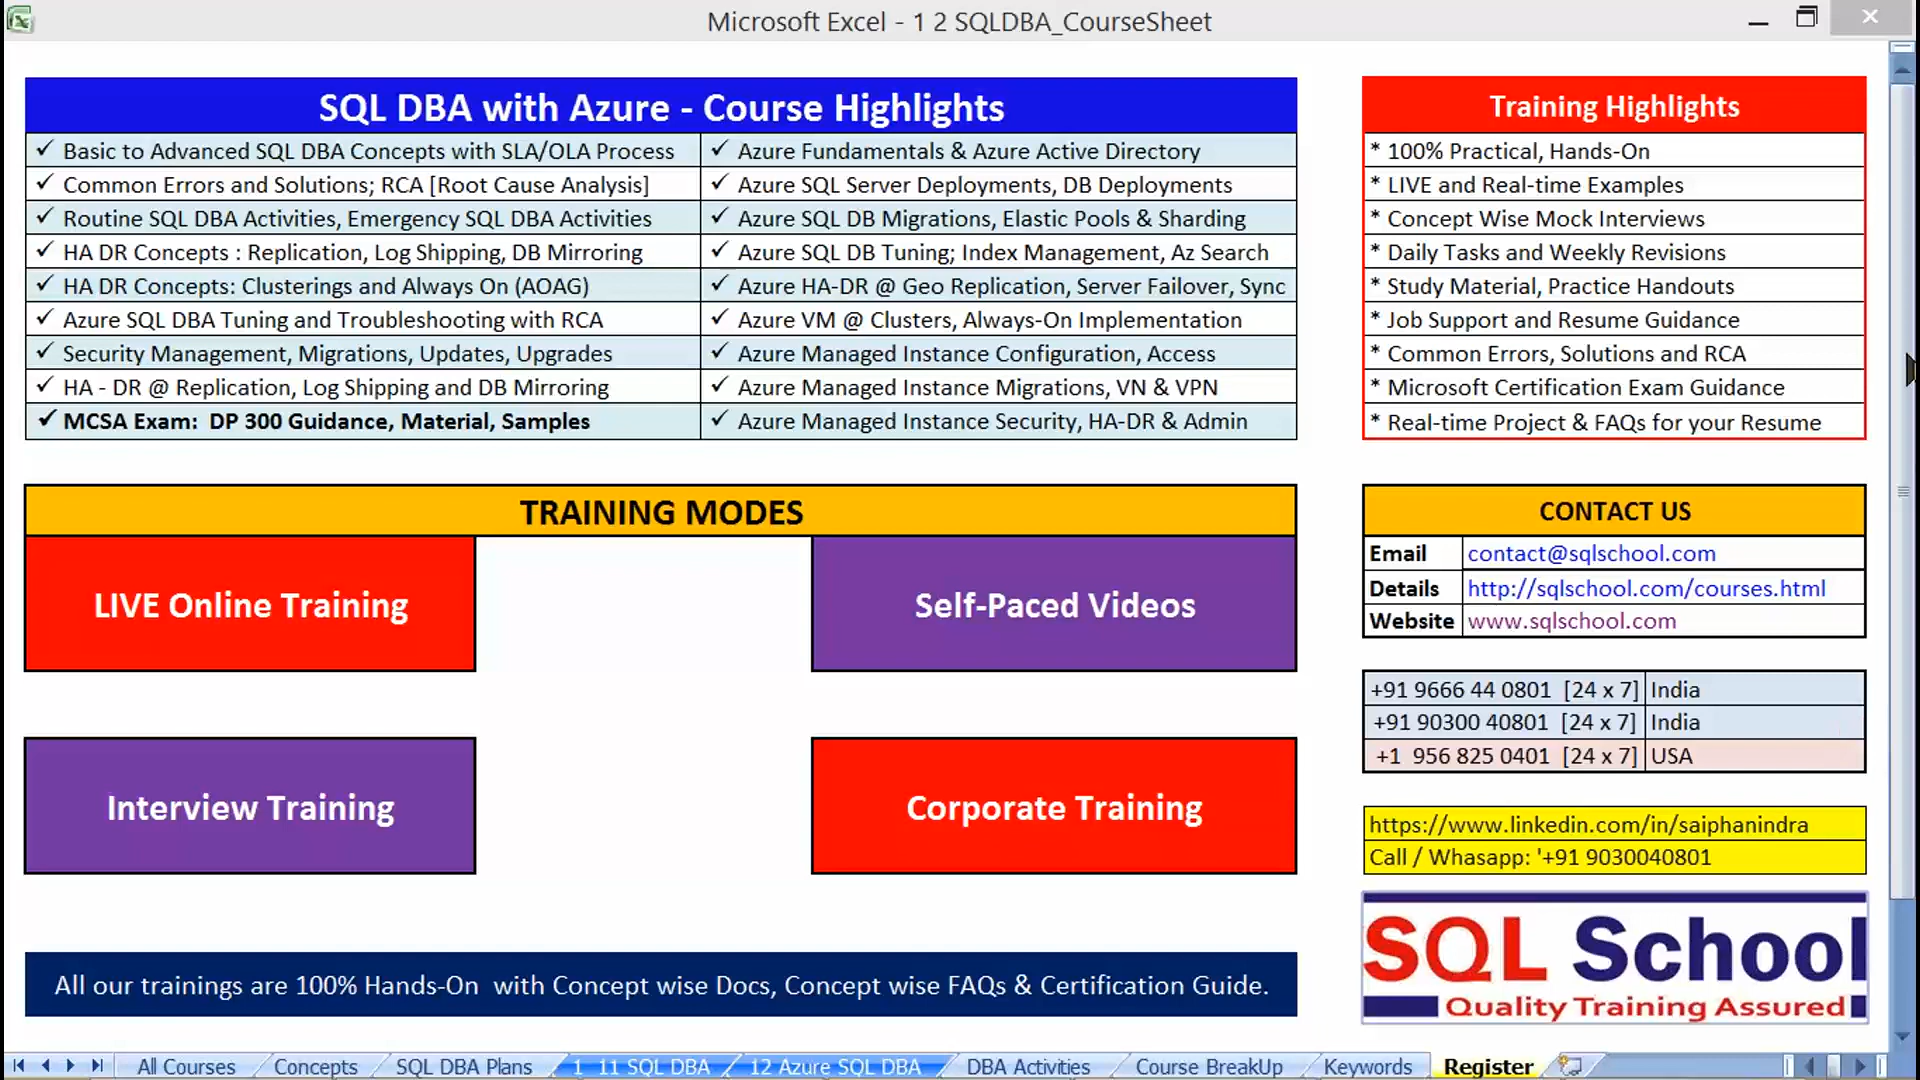 Microsoft Excel - 1 2 SQLDBA_CourseSheet
SQL DBA with Azure - Course Highlights
✓ Basic to Advanced SQL DBA Concepts with SLA/OLA Process
✓ Azure Fundamentals & Azure Active Directory
✓ Common Errors and Solutions; RCA [Root Cause Analysis]
✓ Azure SQL Server Deployments, DB Deployments
✓ Routine SQL DBA Activities, Emergency SQL DBA Activities
✓ Azure SQL DB Migrations, Elastic Pools & Sharding
✓ HA DR Concepts : Replication, Log Shipping, DB Mirroring
✓ Azure SQL DB Tuning; Index Management, Az Search
✓ HA DR Concepts: Clusterings and Always On (AOAG)
✓ Azure HA-DR @ Geo Replication, Server Failover, Sync
✓ Azure SQL DBA Tuning and Troubleshooting with RCA
✓ Azure VM @ Clusters, Always-On Implementation
✓ Security Management, Migrations, Updates, Upgrades
✓ Azure Managed Instance Configuration, Access
✓ HA - DR @ Replication, Log Shipping and DB Mirroring
✓ Azure Managed Instance Migrations, VN & VPN
✓ MCSA Exam: DP 300 Guidance, Material, Samples
✓ Azure Managed Instance Security, HA-DR & Admin
Training Highlights
* 100% Practical, Hands-On
* LIVE and Real-time Examples
* Concept Wise Mock Interviews
* Daily Tasks and Weekly Revisions
* Study Material, Practice Handouts
* Job Support and Resume Guidance
* Common Errors, Solutions and RCA
* Microsoft Certification Exam Guidance
* Real-time Project & FAQs for your Resume
TRAINING MODES
LIVE Online Training
Self-Paced Videos
Interview Training
Corporate Training
All our trainings are 100% Hands-On with Concept wise Docs, Concept wise FAQs & Certification Guide.
CONTACT US
Email contact@sqlschool.com
Details http://sqlschool.com/courses.html
Website www.sqlschool.com
+91 9666 44 0801 [24 x 7] India
+91 90300 40801 [24 x 7] India
+1 956 825 0401 [24 x 7] USA
https://www.linkedin.com/in/saiphanindra
Call / Whasapp: '+91 9030040801
SQL School
Quality Training Assured
All Courses Concepts SQL DBA Plans 1_11 SQL DBA 12 Azure SQL DBA DBA Activities Course BreakUp Keywords Register